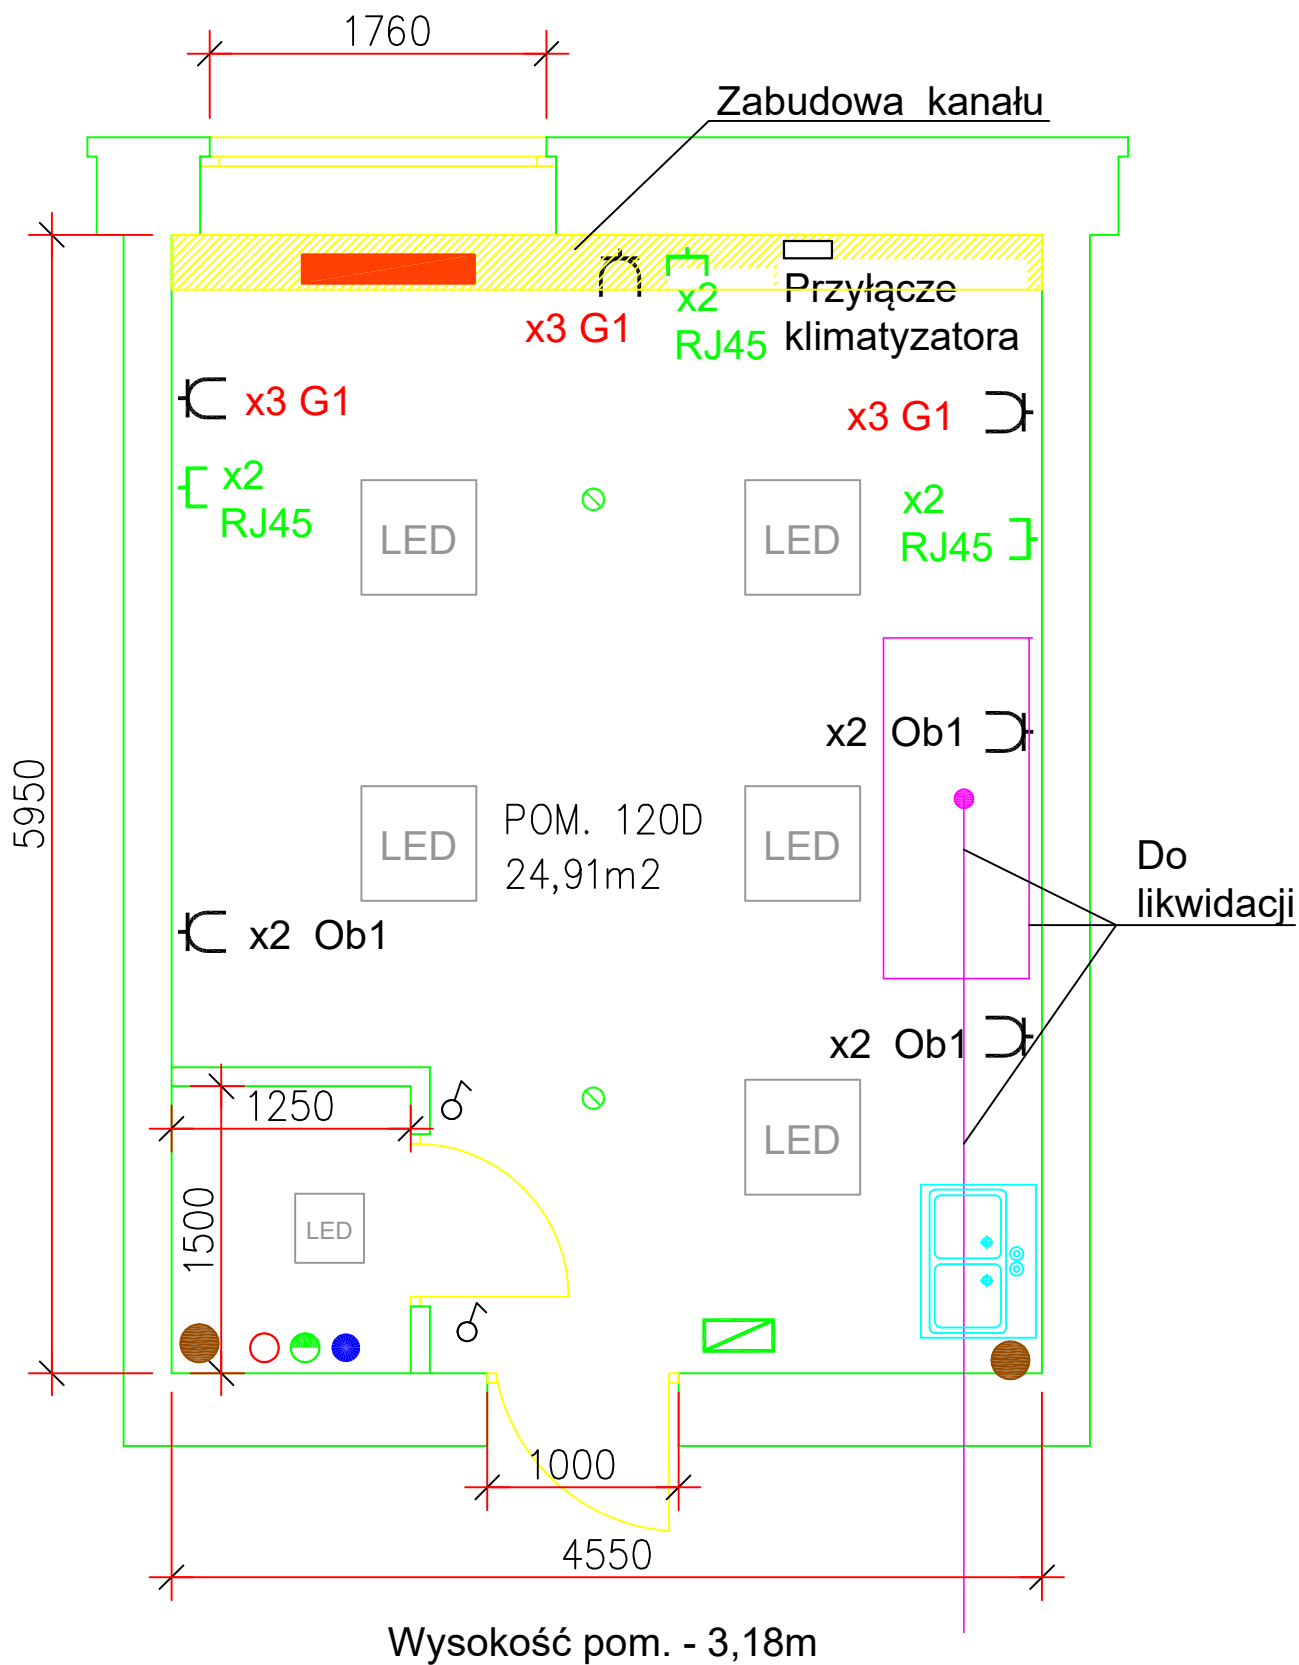 1760
Zabudowa kanału
x3 G1
x2
RJ45
Przyłącze
klimatyzatora
x3 G1
x3 G1
x2
RJ45
x2
RJ45
LED
LED
x2 Ob1
5950
LED
POM. 120D
24,91m2
LED
Do
likwidacji
x2 Ob1
x2 Ob1
1250
LED
1500
LED
1000
4550
Wysokość pom. - 3,18m